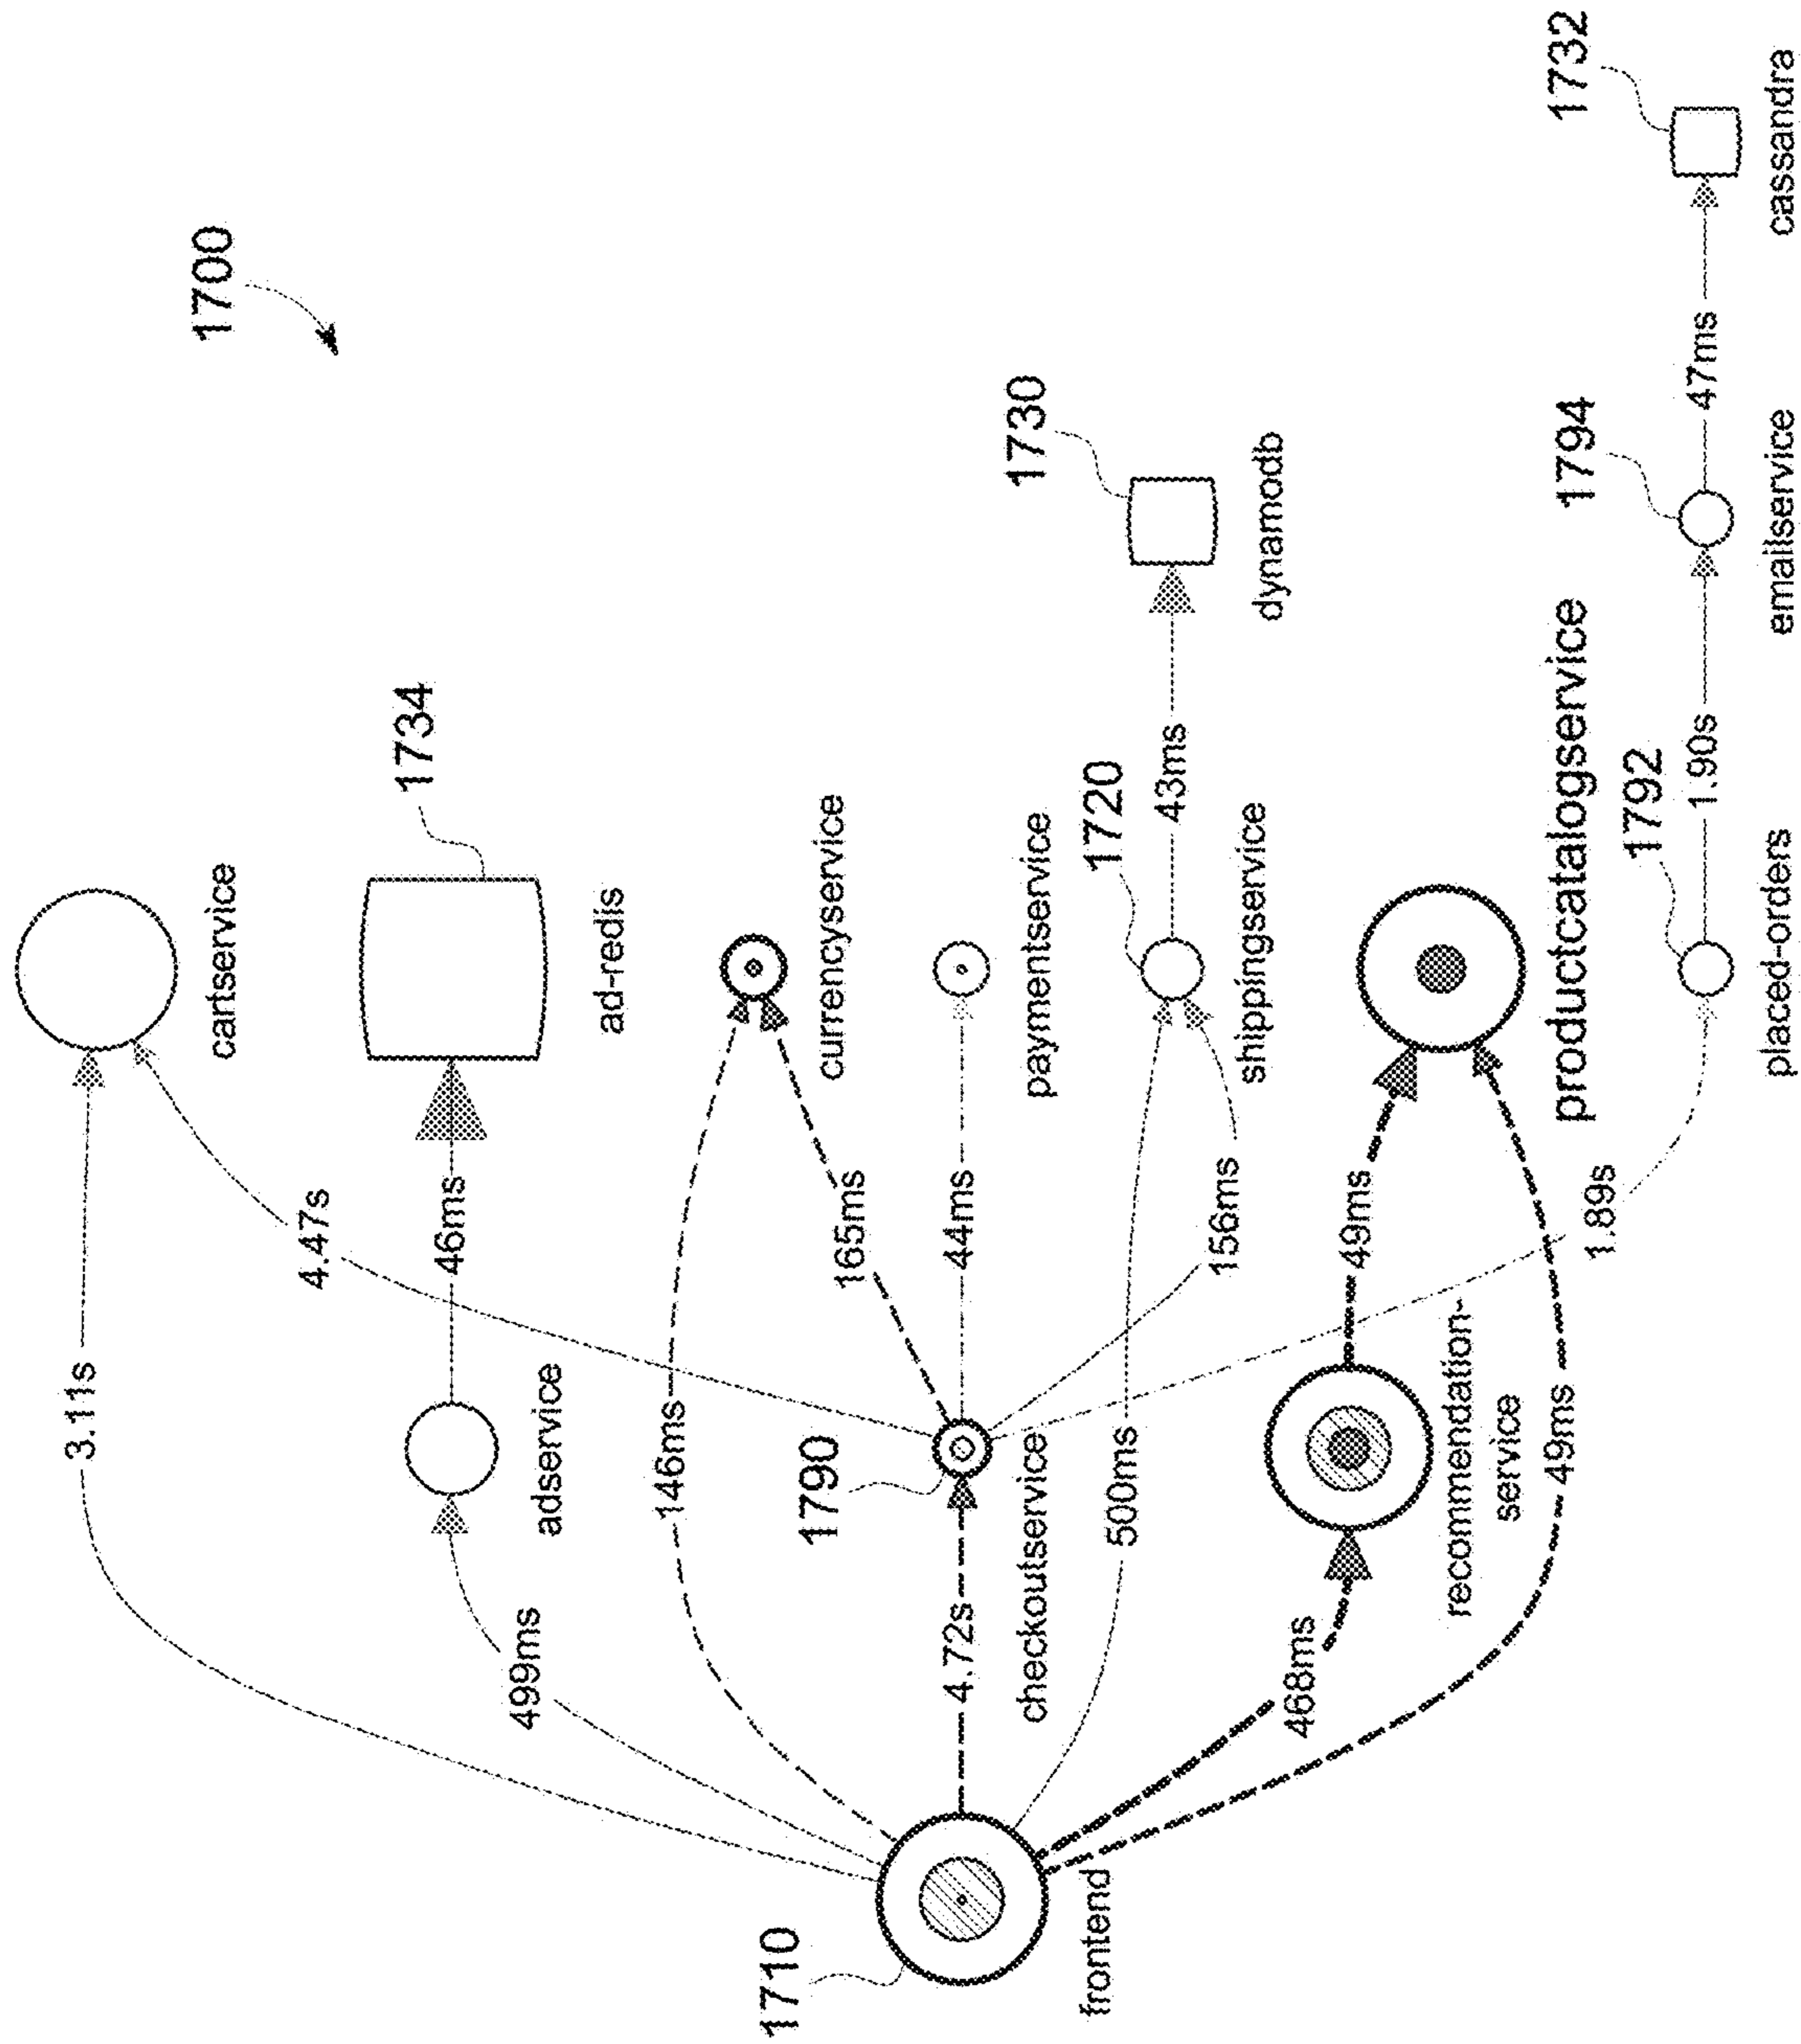 1700
3.11s
cartservice
4.47s
499ms
adservice
46ms
ad-redis
1734
146ms
165ms
currencyservice
1710
frontend
4.72s
1790
checkoutservice
44ms
paymentservice
500ms
156ms
1720
shippingservice
43ms
1730
dynamodb
468ms
recommendation-
service
49ms
49ms
productcatalogservice
1.89s
1792
placed-orders
1.90s
1794
emailservice
47ms
1732
cassandra